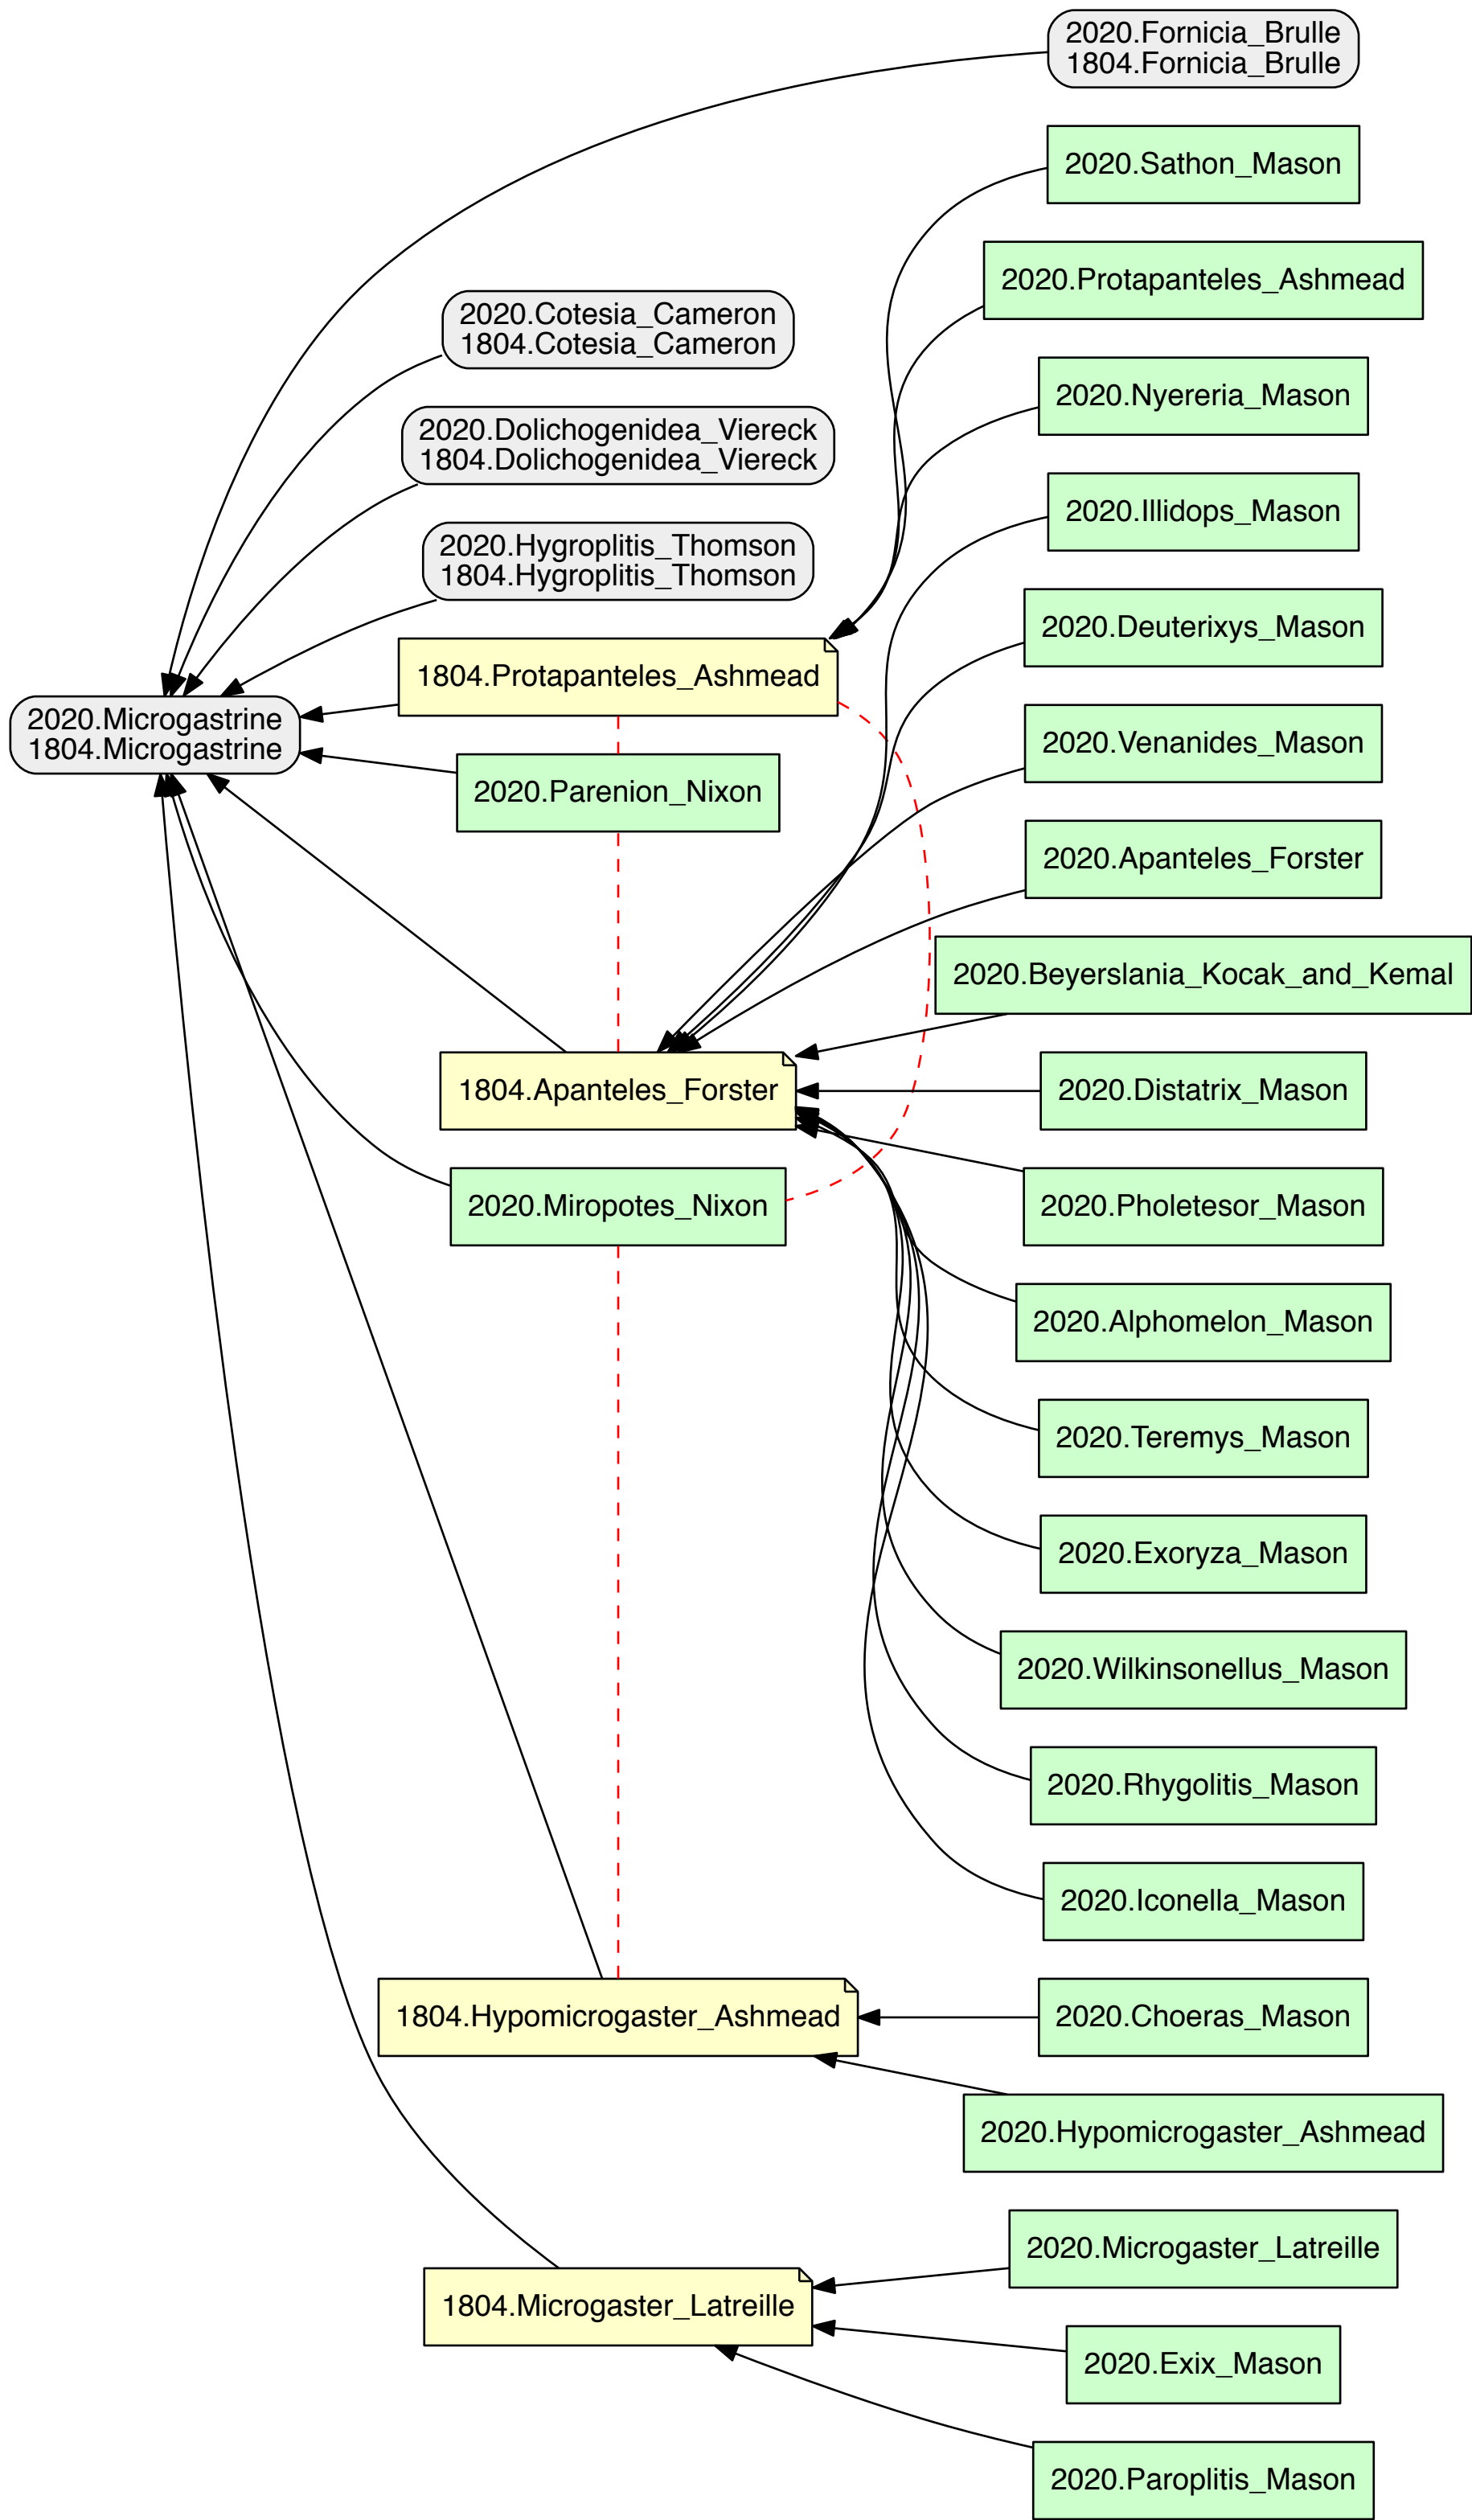 2020.Fornicia_Brulle
1804.Fornicia_Brulle
2020.Sathon_Mason
2020.Protapanteles_Ashmead
2020.Cotesia_Cameron
1804.Cotesia_Cameron
2020.Nyereria_Mason
2020.Dolichogenidea_Viereck
1804.Dolichogenidea_Viereck
2020.Illidops_Mason
2020.Hygroplitis_Thomson
1804.Hygroplitis_Thomson
2020.Deuterixys_Mason
1804.Protapanteles_Ashmead
2020.Microgastrine
1804.Microgastrine
2020.Venanides_Mason
2020.Parenion_Nixon
2020.Apanteles_Forster
2020.Beyerslania_Kocak_and_Kemal
1804.Apanteles_Forster
2020.Distatrix_Mason
2020.Miropotes_Nixon
2020.Pholetesor_Mason
2020.Alphomelon_Mason
2020.Teremys_Mason
2020.Exoryza_Mason
2020.Wilkinsonellus_Mason
2020.Rhygolitis_Mason
2020.Iconella_Mason
1804.Hypomicrogaster_Ashmead
2020.Choeras_Mason
2020.Hypomicrogaster_Ashmead
2020.Microgaster_Latreille
1804.Microgaster_Latreille
2020.Exix_Mason
2020.Paroplitis_Mason